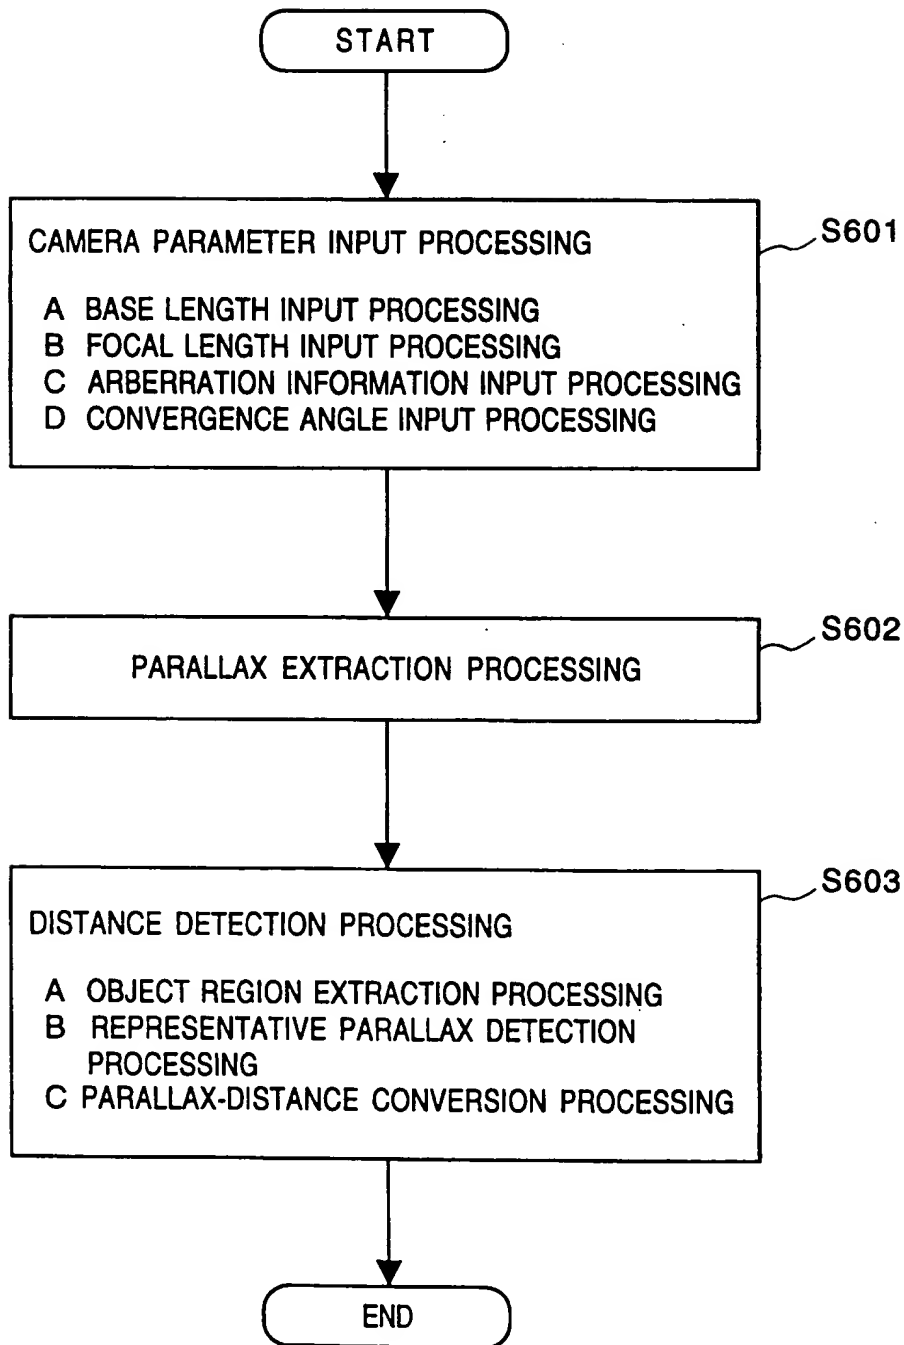 START
S601
CAMERA PARAMETER INPUT PROCESSING
A BASE LENGTH INPUT PROCESSING
B FOCAL LENGTH INPUT PROCESSING
C ARBERRATION INFORMATION INPUT PROCESSING
D CONVERGENCE ANGLE INPUT PROCESSING
S602
PARALLAX EXTRACTION PROCESSING
S603
DISTANCE DETECTION PROCESSING
A OBJECT REGION EXTRACTION PROCESSING
B REPRESENTATIVE PARALLAX DETECTION
PROCESSING
C PARALLAX-DISTANCE CONVERSION PROCESSING
END